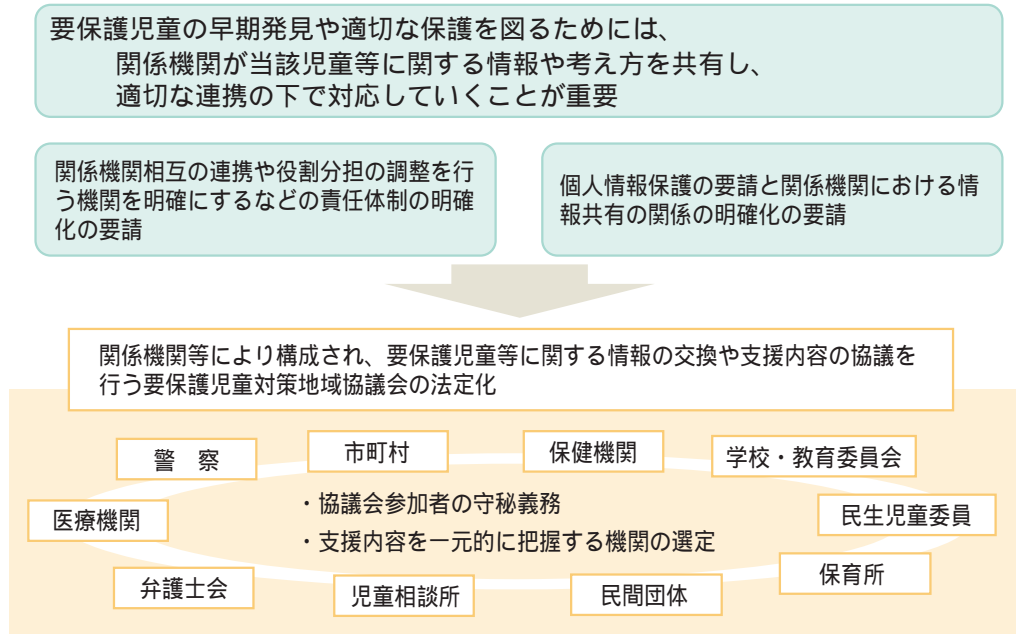 要保護児童の早期発見や適切な保護を図るためには、
関係機関が当該児童等に関する情報や考え方を共有し、
適切な連携の下で対応していくことが重要
関係機関相互の連携や役割分担の調整を行
う機関を明確にするなどの責任体制の明確
化の要請
個人情報保護の要請と関係機関における情
報共有の関係の明確化の要請
関係機関等により構成され、要保護児童等に関する情報の交換や支援内容の協議を
行う要保護児童対策地域協議会の法定化
警　察
市町村
保健機関
学校・教育委員会
医療機関
・協議会参加者の守秘義務
・支援内容を一元的に把握する機関の選定
民生児童委員
弁護士会
児童相談所
民間団体
保育所